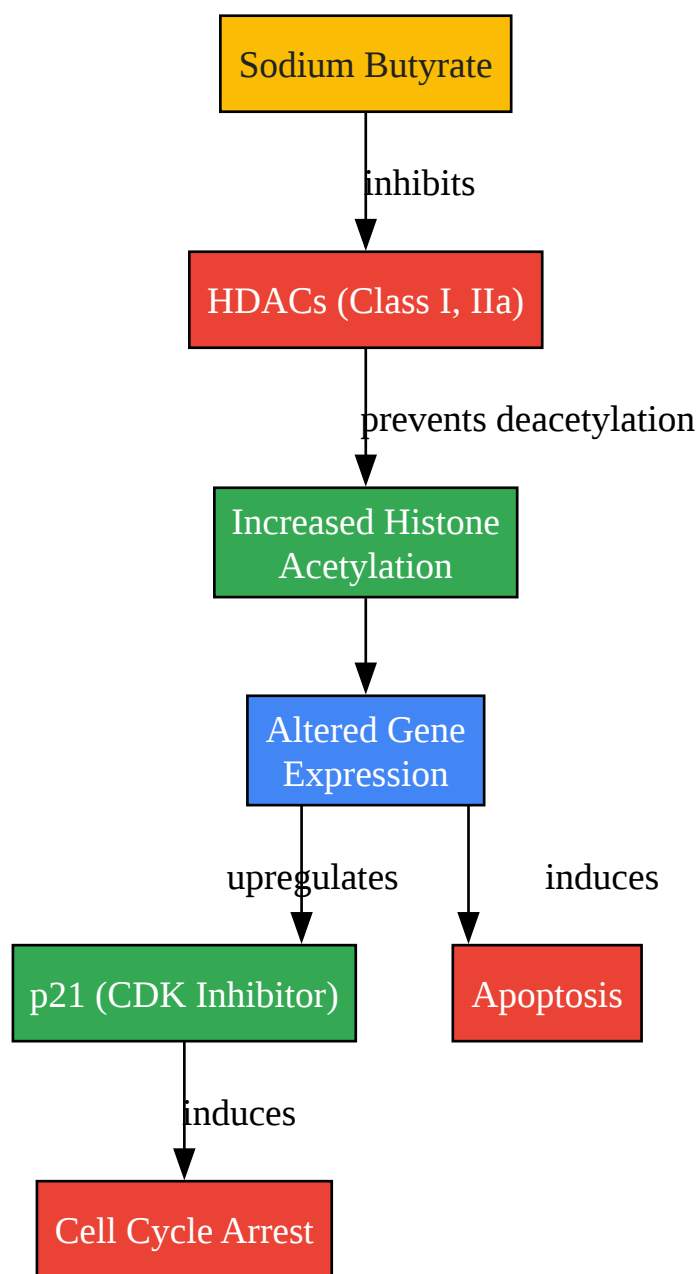 Sodium Butyrate
inhibits
HDACs (Class I, IIa)
prevents deacetylation
Increased Histone
Acetylation
Altered Gene
Expression
upregulates
induces
p21 (CDK Inhibitor)
Apoptosis
induces
Cell Cycle Arrest